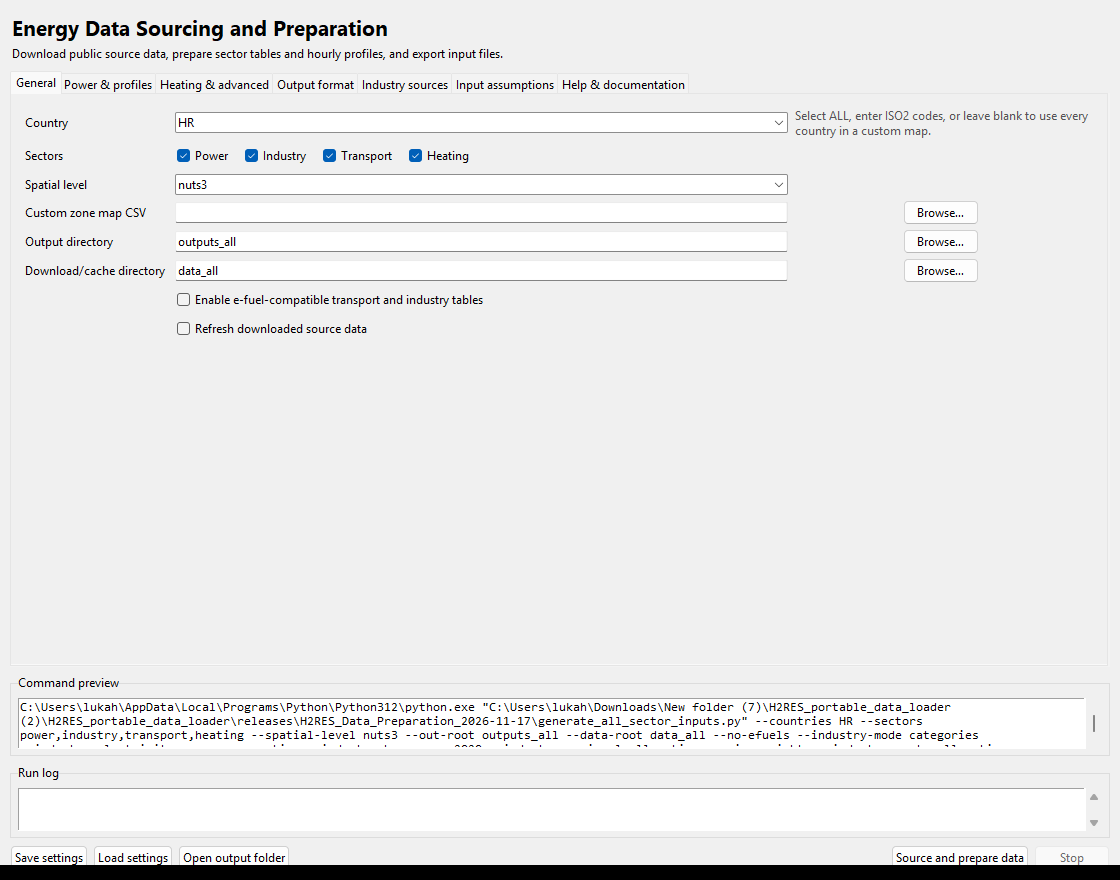 Energy Data Sourcing and Preparation
Download public source data, prepare sector tables and hourly profiles, and export input files.
General Power & profiles Heating & advanced Output format Industry sources Input assumptions Help & documentation
Country HR Select ALL, enter ISO2 codes, or leave blank to use every
country in a custom map.
Sectors Power Industry Transport Heating
Spatial level nuts3
Custom zone map CSV Browse...
Output directory outputs_all Browse...
Download/cache directory data_all Browse...
Enable e-fuel-compatible transport and industry tables
Refresh downloaded source data
Command preview
C:\Users\lukah\AppData\Local\Programs\Python\Python312\python.exe "C:\Users\lukah\Downloads\New folder (7)\H2RES_portable_data_loader
(2)\H2RES_portable_data_loader\releases\H2RES_Data_Preparation_2026-11-17\generate_all_sector_inputs.py" --countries HR --sectors
power,industry,transport,heating --spatial-level nuts3 --out-root outputs_all --data-root data_all --no-efuels --industry-mode categories
Run log
Save settings Load settings Open output folder Source and prepare data Stop